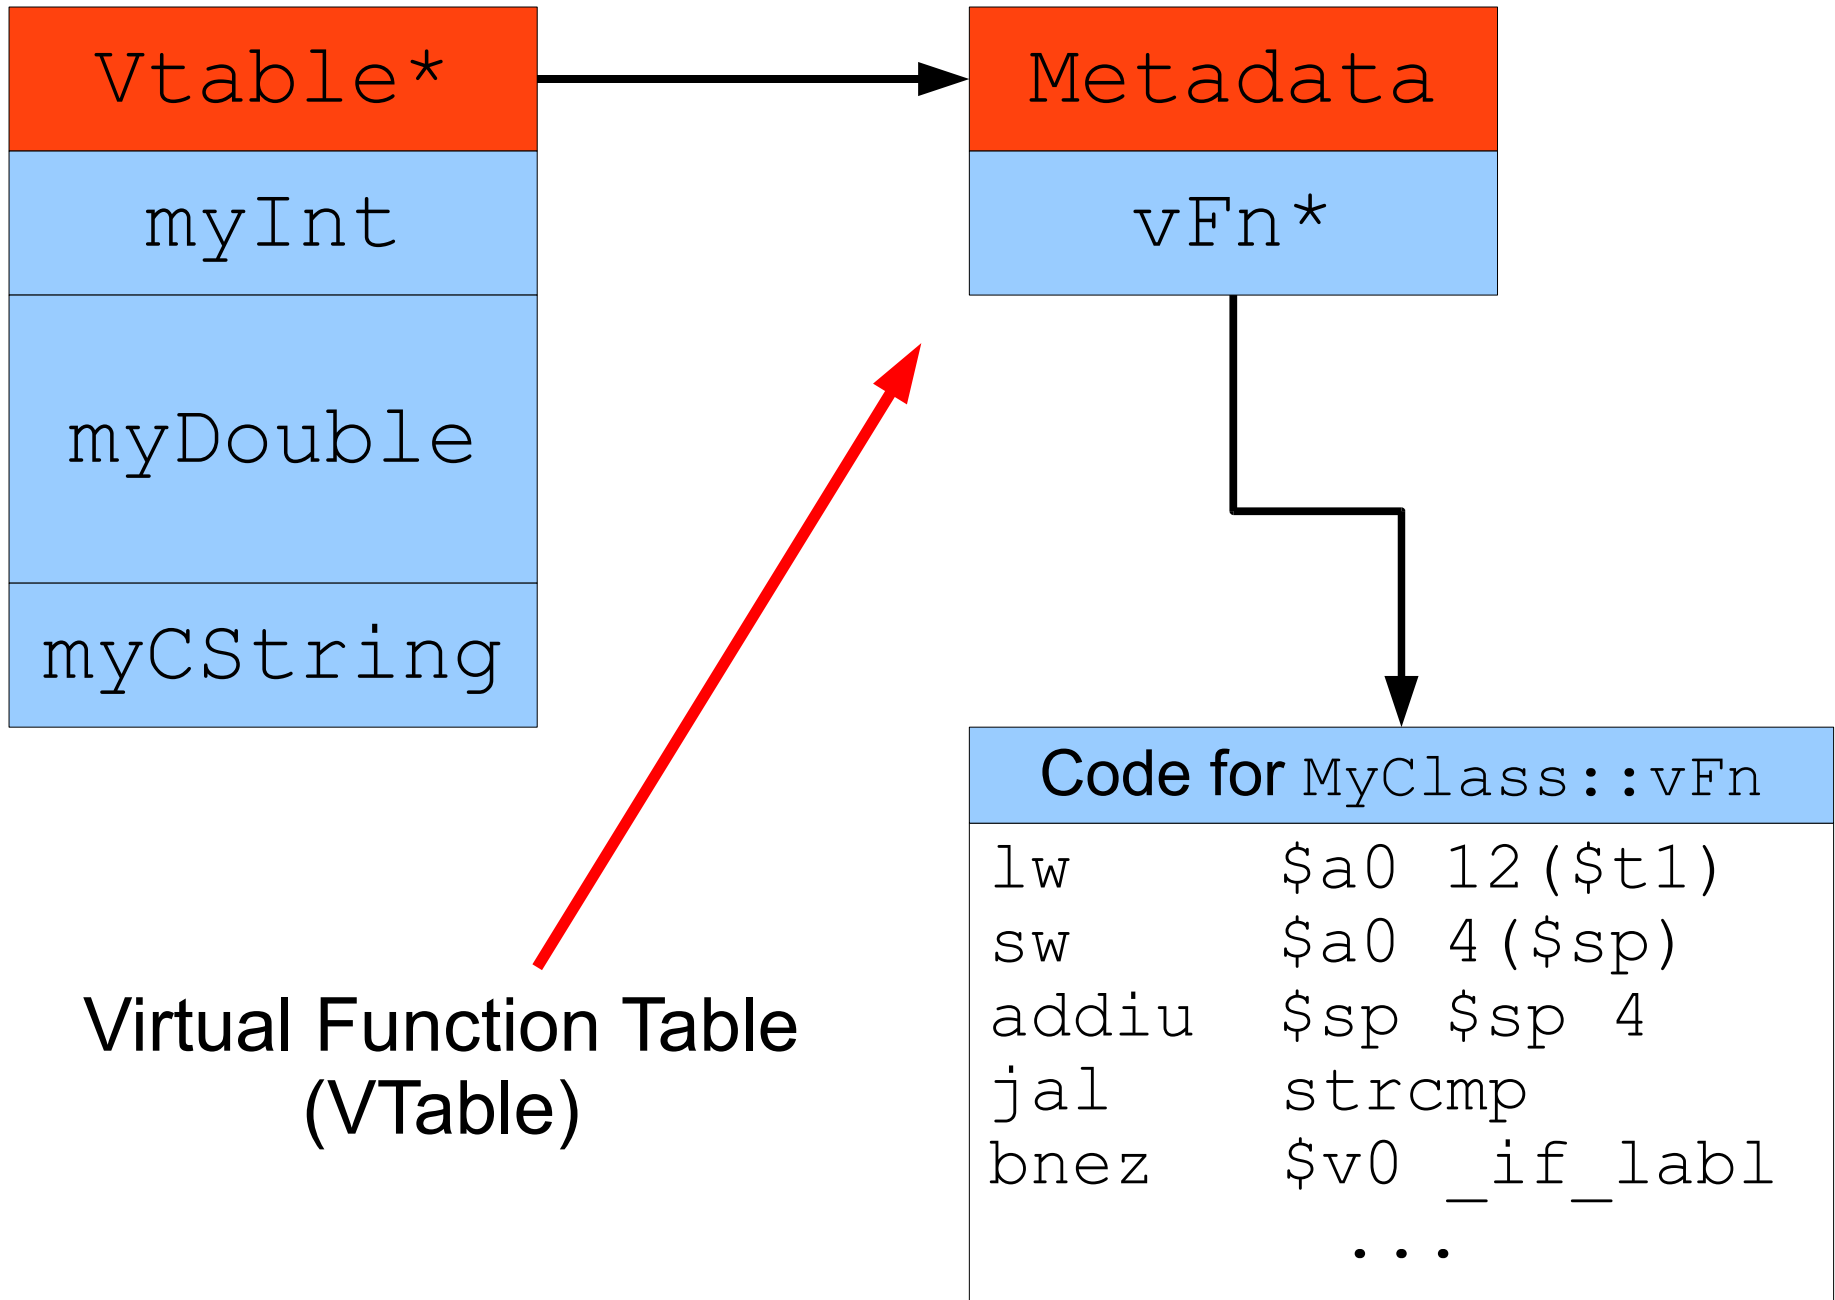 Vtable*
myInt
myDouble
myCString
Metadata
vFn*
Virtual Function Table
(VTable)
Code for MyClass::vFn
lw $a0 12($t1)
sw $a0 4($sp)
addiu $sp $sp 4
jal strcmp
bnez $v0 _if_labl
...